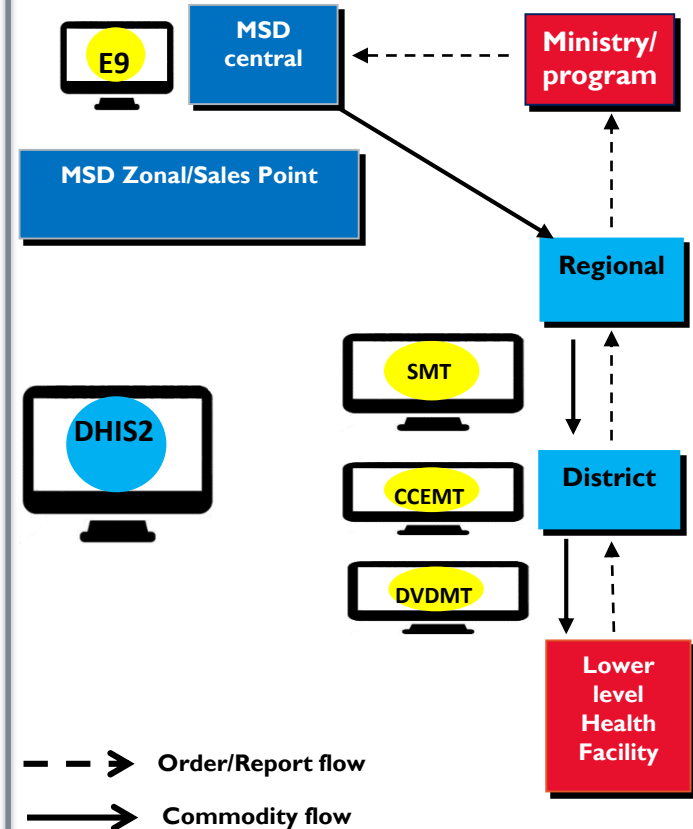 E9
MSD
central
Ministry/
program
MSD Zonal/Sales Point
Regional
SMT
DHIS2
CCEMT
District
DVDMT
Lower
level
Health
Facility
Order/Report flow
Commodity flow